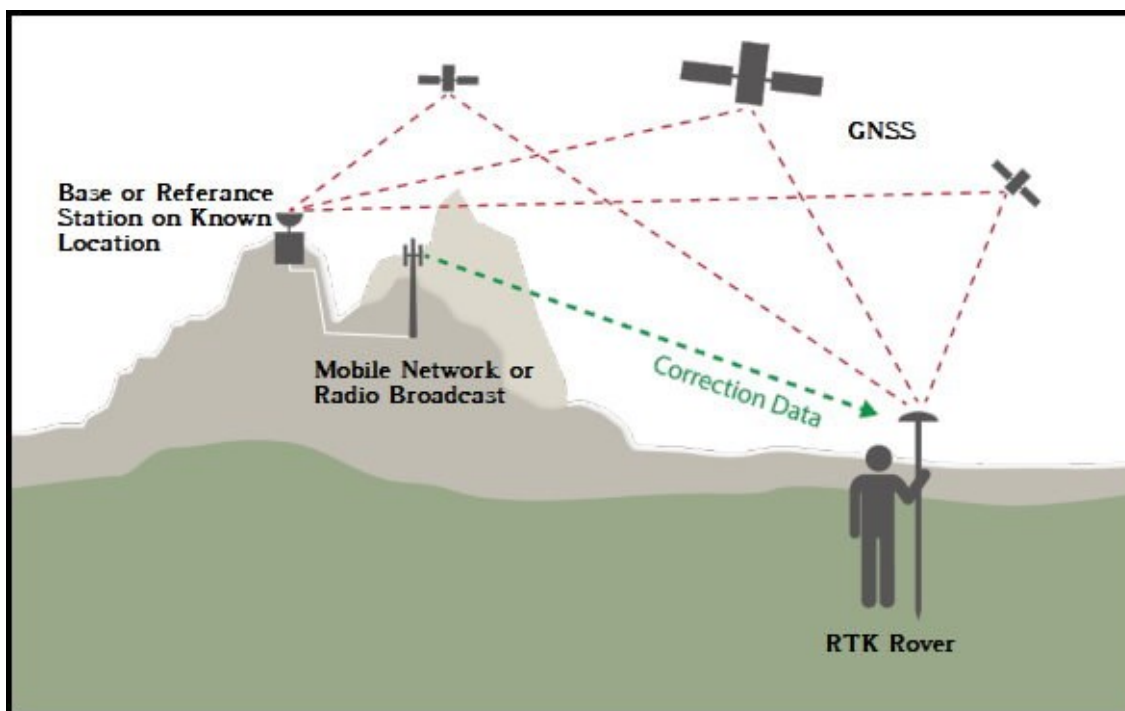 GNSS
Base or Referance
Station on Known
Location
Mobile Network or
Radio Broadcast
Correction Data
RTK Rover